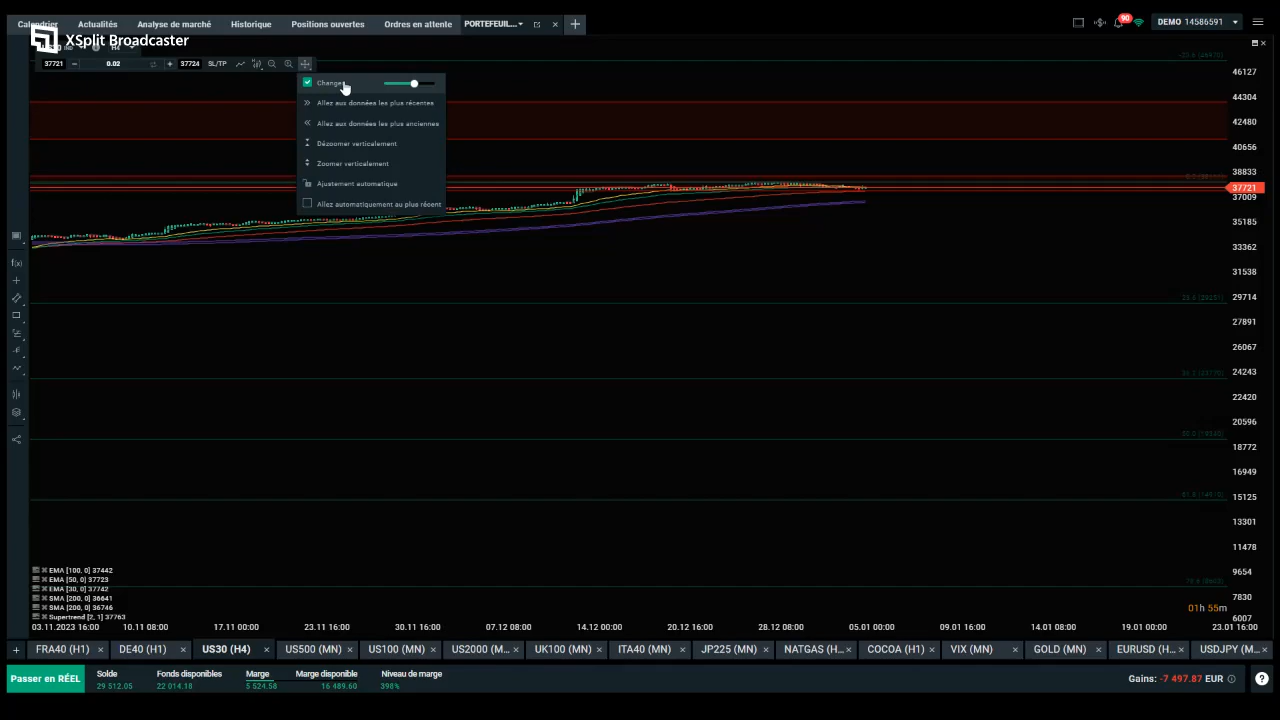 Calendrier Actualités Analyse de marché Historique Positions ouvertes Ordres en attente PORTEFEUIL...
90 DEMO 14586591
XSplit Broadcaster
H4
37721 0.02 37724 SL/TP
Change
Allez aux données les plus récentes
Allez aux données les plus anciennes
Dézoomer verticalement
Zoomer verticalement
Ajustement automatique
Allez automatiquement au plus récent
46127
44304
42480
40656
38833
37721
37009
35185
33362
31538
29714
27891
26067
24243
22420
20596
18772
16949
15125
13301
11478
9654
7830
6007
EMA [100, 0] 37442
EMA [50, 0] 37723
EMA [30, 0] 37742
SMA [200, 0] 36641
SMA [200, 0] 36746
Supertrend [2, 1] 37763
01h 55m
03.11.2023 16:00 10.11 08:00 17.11 00:00 23.11 16:00 30.11 16:00 07.12 08:00 14.12 00:00 20.12 16:00 28.12 08:00 05.01 00:00 09.01 16:00 14.01 08:00 19.01 00:00 23.01 16:00
FRA40 (H1) DE40 (H1) US30 (H4) US500 (MN) US100 (MN) US2000 (M... UK100 (MN) ITA40 (MN) JP225 (MN) NATGAS (H... COCOA (H1) VIX (MN) GOLD (MN) EURUSD (H... USDJPY (M...
Passer en RÉEL
Solde Fonds disponibles Marge Marge disponible Niveau de marge
29 512.05 22 014.18 5 524.58 16 489.60 398%
Gains: -7 497.87 EUR